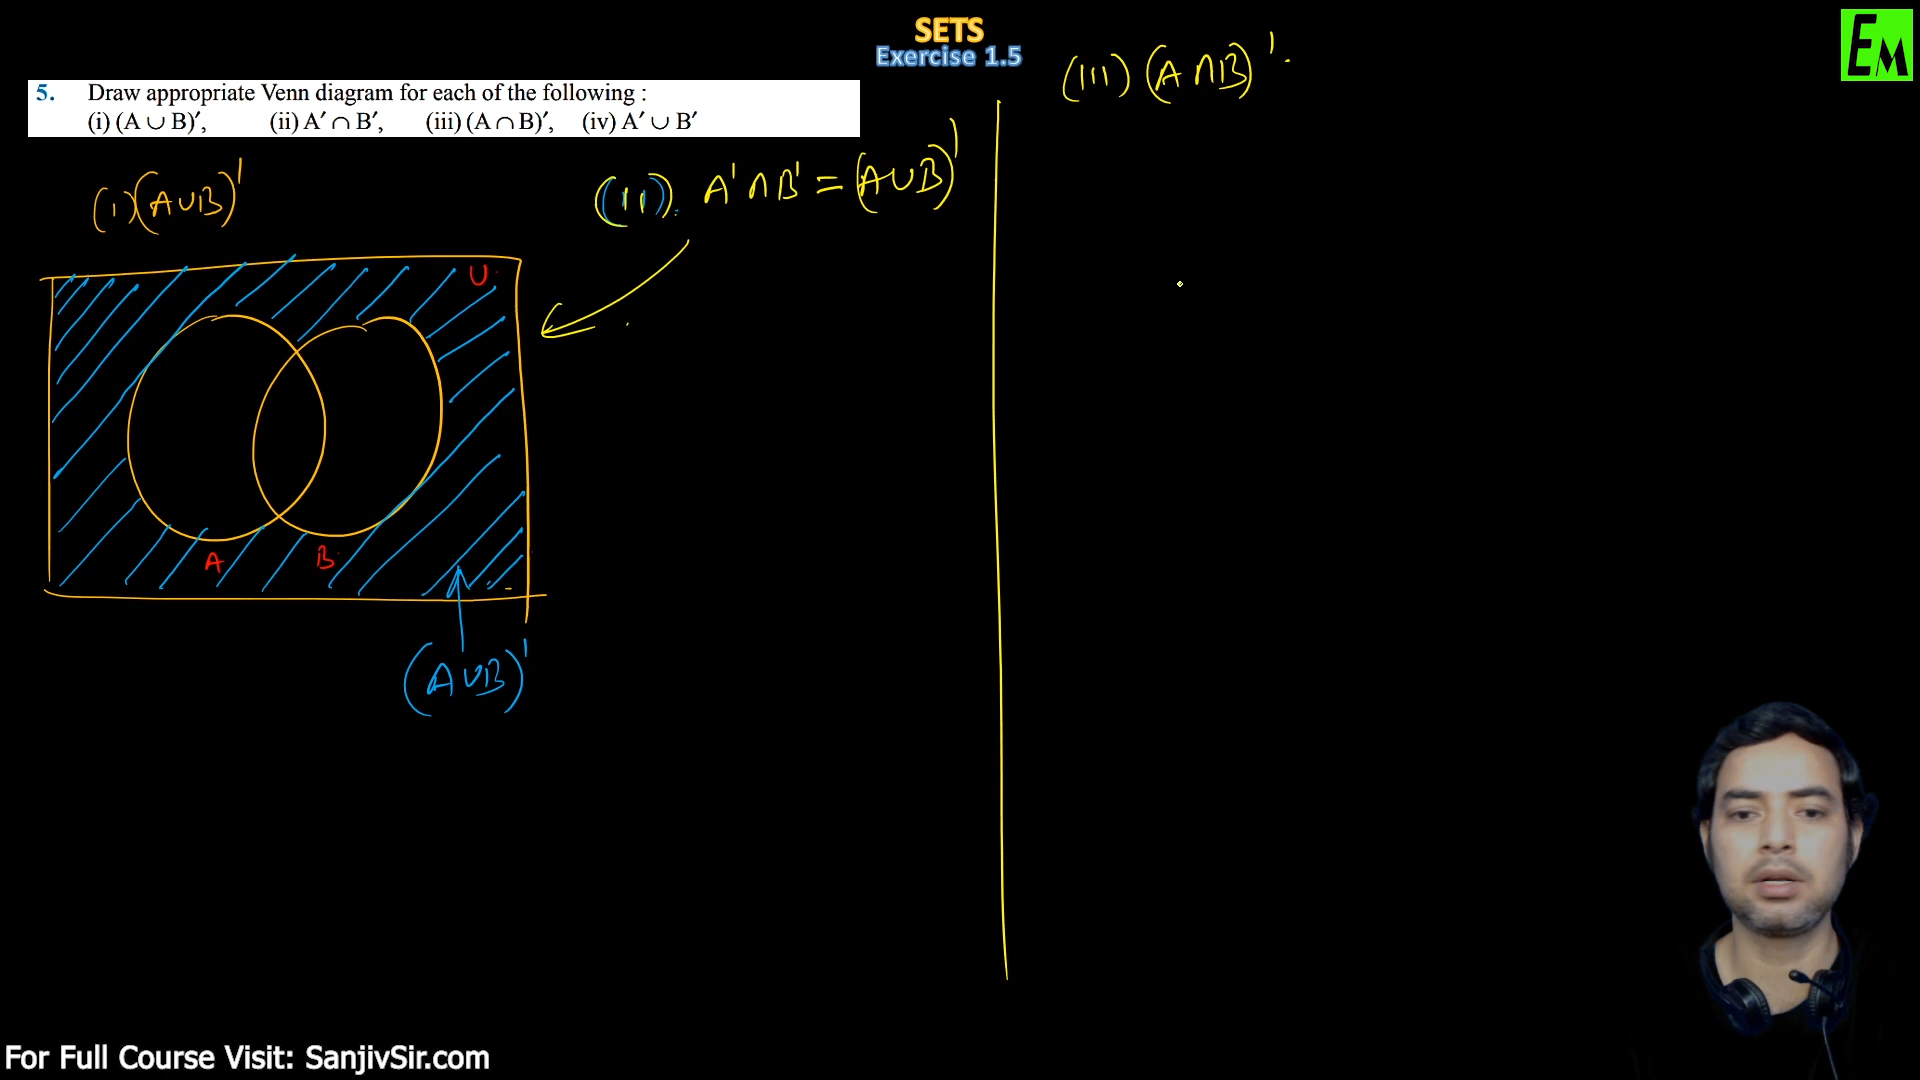 SETS
Exercise 1.5
EM
5. Draw appropriate Venn diagram for each of the following :
(i) (A ∪ B)′, (ii) A′ ∩ B′, (iii) (A ∩ B)′, (iv) A′ ∪ B′
(i) (A∪B)'
(ii). A'∩B' = (A∪B)'
U
A B
(A∪B)'
(iii) (A∩B)'.
For Full Course Visit: SanjivSir.com